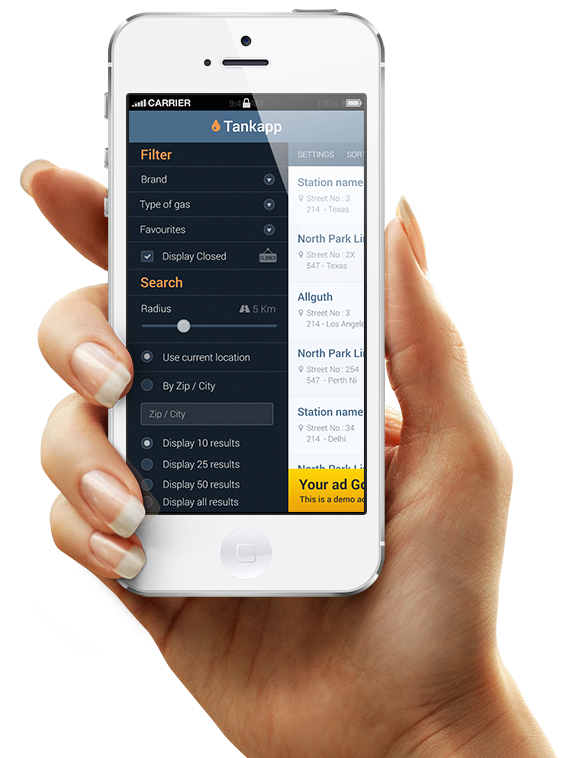 CARRIER 9:41 AM 100%
Tankapp
Filter
Brand
Type of gas
Favourites
Display Closed
CLOSED
Search
Radius 5 Km
Use current location
By Zip / City
Zip / City
Display 10 results
Display 25 results
Display 50 results
Display all results
SETTINGS SORT
Station name
Street No : 3
214 - Texas
North Park Li
Street No : 2X
547 - Texas
Allguth
Street No : 3
214 - Los Angele
North Park Li
Street No : 254
547 - Perth Ni
Station name
Street No : 34
214 - Delhi
North Park Li
Your ad Go
This is a demo ad